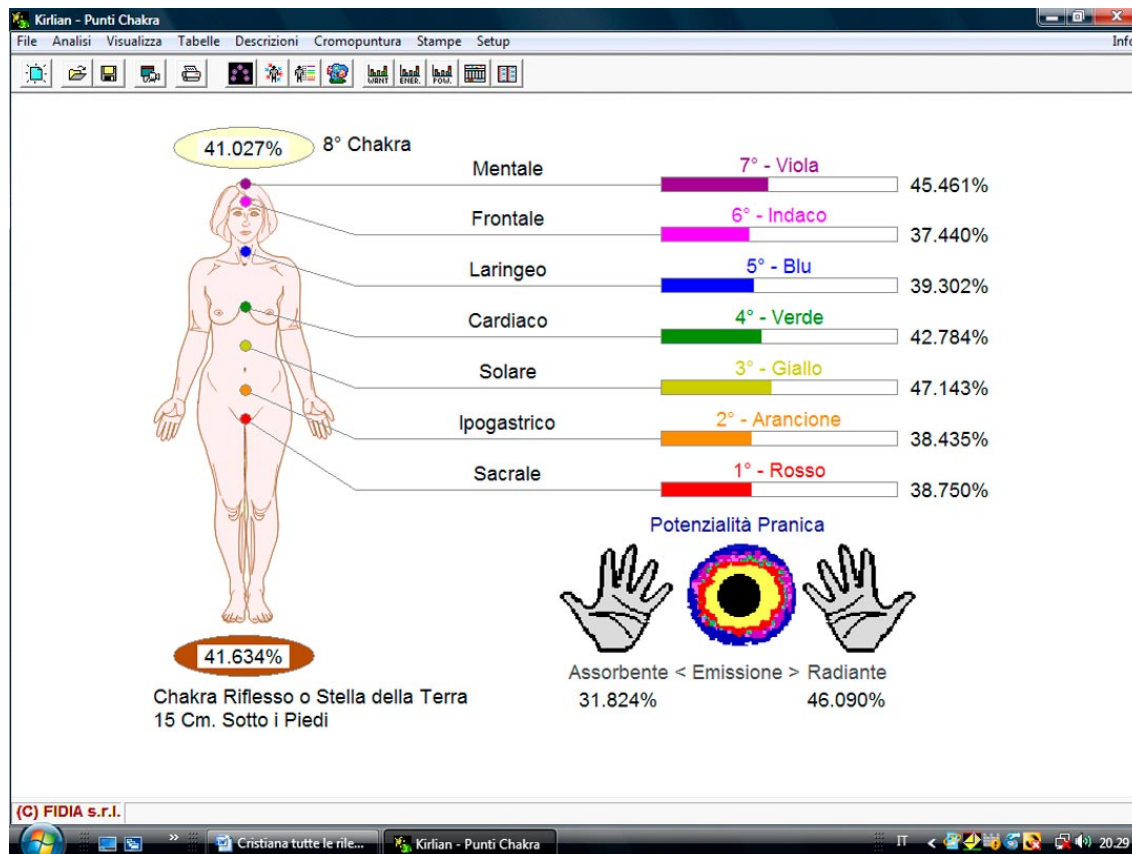 Kirlian - Punti Chakra
File Analisi Visualizza Tabelle Descrizioni Cromopuntura Stampe Setup Info
WRNT ENER. POW.
41.027% 8° Chakra
Mentale 7° - Viola 45.461%
Frontale 6° - Indaco 37.440%
Laringeo 5° - Blu 39.302%
Cardiaco 4° - Verde 42.784%
Solare 3° - Giallo 47.143%
Ipogastrico 2° - Arancione 38.435%
Sacrale 1° - Rosso 38.750%
Potenzialità Pranica
Assorbente < Emissione > Radiante
31.824% 46.090%
41.634%
Chakra Riflesso o Stella della Terra
15 Cm. Sotto i Piedi
(C) FIDIA s.r.l.
» Cristiana tutte le rile... Kirlian - Punti Chakra IT < 20.29